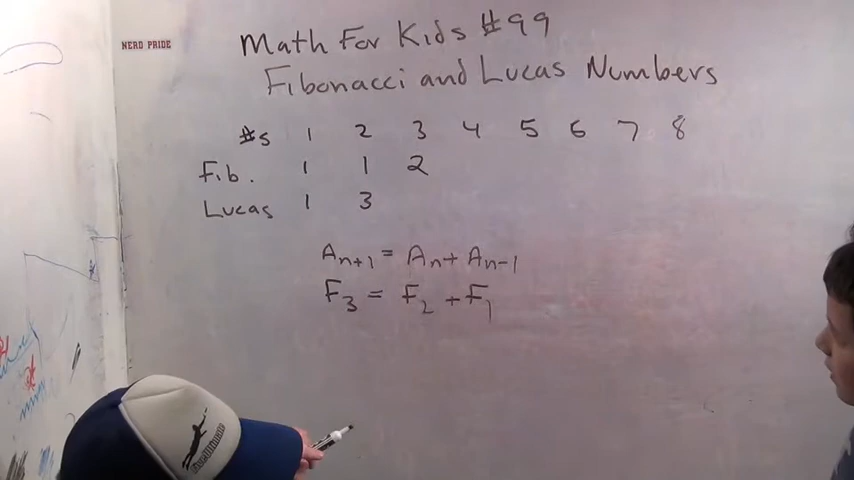 NERD PRIDE
Math For Kids #99
Fibonacci and Lucas Numbers
#s 1 2 3 4 5 6 7 8
Fib. 1 1 2
Lucas 1 3
Aₙ₊₁ = Aₙ + Aₙ₋₁
F₃ = F₂ + F₁